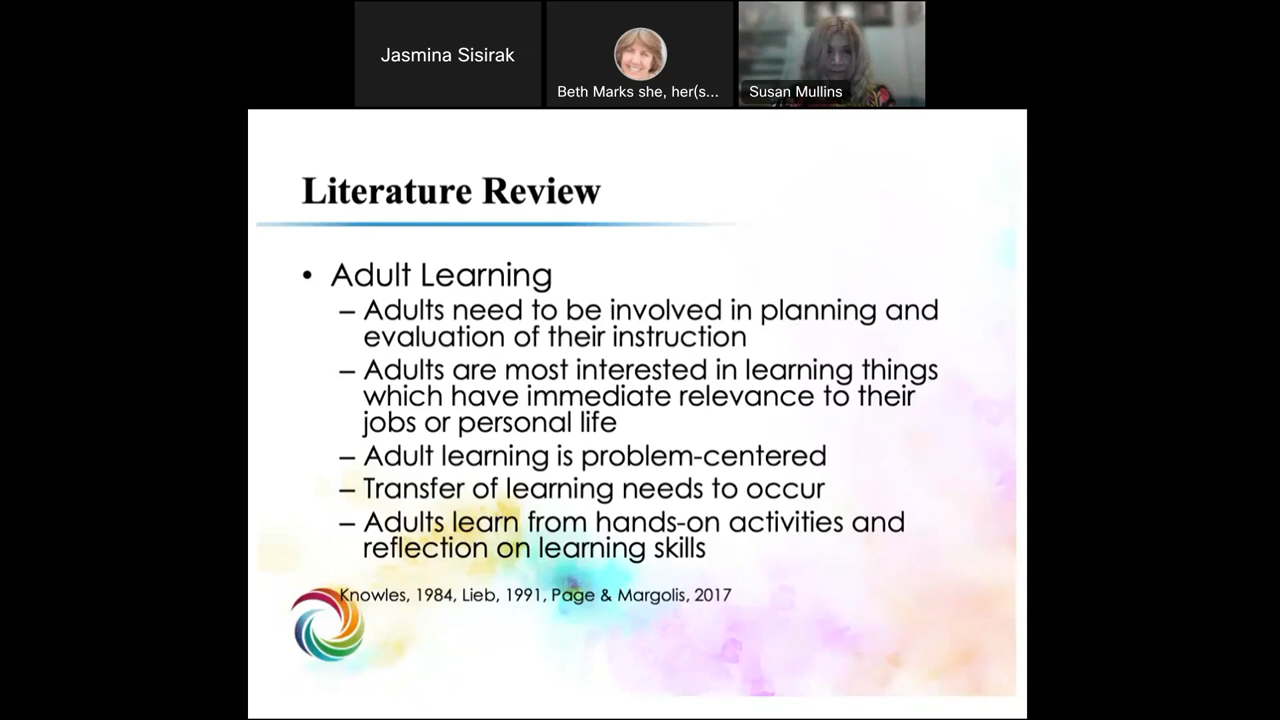 Jasmina Sisirak
Beth Marks she, her(s...
Susan Mullins
Literature Review
• Adult Learning
– Adults need to be involved in planning and
evaluation of their instruction
– Adults are most interested in learning things
which have immediate relevance to their
jobs or personal life
– Adult learning is problem-centered
– Transfer of learning needs to occur
– Adults learn from hands-on activities and
reflection on learning skills
Knowles, 1984, Lieb, 1991, Page & Margolis, 2017